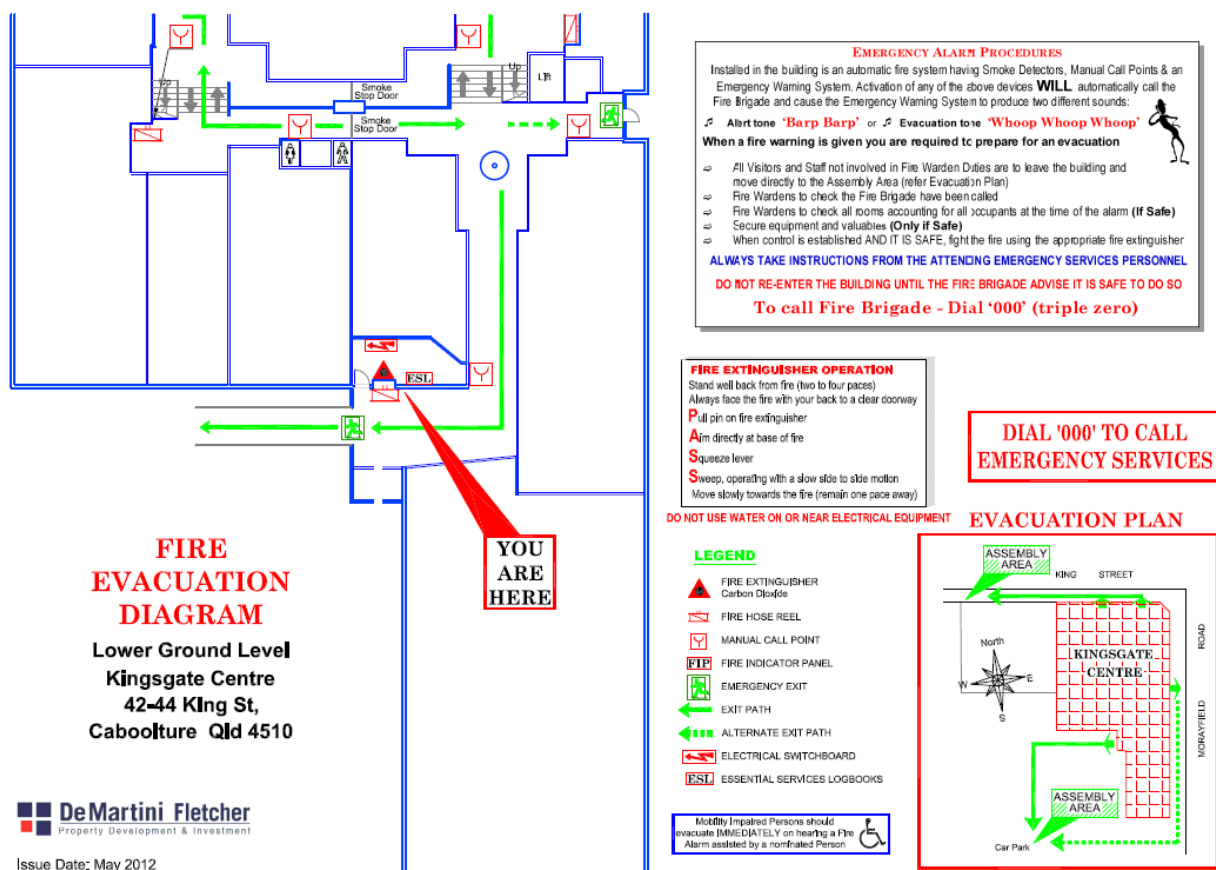 Up
Smoke
Stop Door
Smoke
Stop Door
Up
Lift
ESL
YOU
ARE
HERE
FIRE
EVACUATION
DIAGRAM
Lower Ground Level
Kingsgate Centre
42-44 King St,
Caboolture Qld 4510
DeMartini Fletcher
Property Development & Investment
Issue Date: May 2012
EMERGENCY ALARM PROCEDURES
Installed in the building is an automatic fire system having Smoke Detectors, Manual Call Points & an
Emergency Warning System. Activation of any of the above devices WILL automatically call the
Fire Brigade and cause the Emergency Warning System to produce two different sounds:
♬ Alert tone 'Barp Barp' or ♬ Evacuation tone 'Whoop Whoop Whoop'
When a fire warning is given you are required to prepare for an evacuation
⇨ All Visitors and Staff not involved in Fire Warden Duties are to leave the building and
move directly to the Assembly Area (refer Evacuation Plan)
⇨ Fire Wardens to check the Fire Brigade have been called
⇨ Fire Wardens to check all rooms accounting for all occupants at the time of the alarm (If Safe)
⇨ Secure equipment and valuables (Only if Safe)
⇨ When control is established AND IT IS SAFE, fight the fire using the appropriate fire extinguisher
ALWAYS TAKE INSTRUCTIONS FROM THE ATTENDING EMERGENCY SERVICES PERSONNEL
DO NOT RE-ENTER THE BUILDING UNTIL THE FIRE BRIGADE ADVISE IT IS SAFE TO DO SO
To call Fire Brigade - Dial '000' (triple zero)
FIRE EXTINGUISHER OPERATION
Stand well back from fire (two to four paces)
Always face the fire with your back to a clear doorway
Pull pin on fire extinguisher
Aim directly at base of fire
Squeeze lever
Sweep, operating with a slow side to side motion
Move slowly towards the fire (remain one pace away)
DO NOT USE WATER ON OR NEAR ELECTRICAL EQUIPMENT
DIAL '000' TO CALL
EMERGENCY SERVICES
LEGEND
FIRE EXTINGUISHER
Carbon Dioxide
FIRE HOSE REEL
MANUAL CALL POINT
FIP FIRE INDICATOR PANEL
EMERGENCY EXIT
EXIT PATH
ALTERNATE EXIT PATH
ELECTRICAL SWITCHBOARD
ESL ESSENTIAL SERVICES LOGBOOKS
Mobility Impaired Persons should
evacuate IMMEDIATELY on hearing a Fire
Alarm assisted by a nominated Person
EVACUATION PLAN
ASSEMBLY
AREA
KING STREET
North
W
E
S
KINGSGATE
CENTRE
MORAYFIELD ROAD
ASSEMBLY
AREA
Car Park